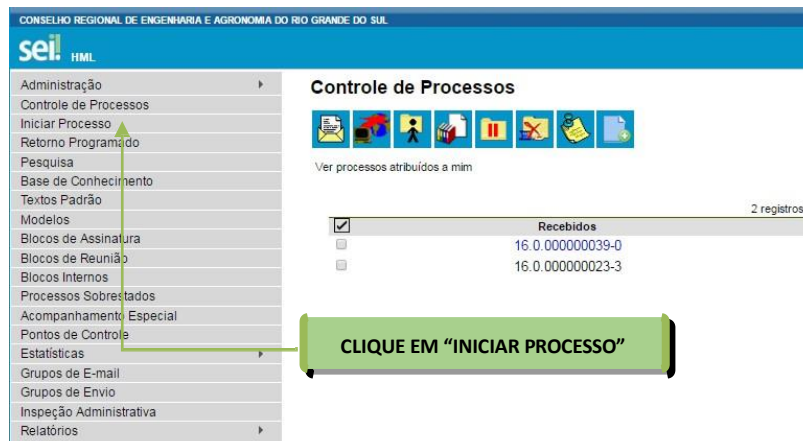 CONSELHO REGIONAL DE ENGENHARIA E AGRONOMIA DO RIO GRANDE DO SUL
sei! HML
Administração
Controle de Processos
Iniciar Processo
Retorno Programado
Pesquisa
Base de Conhecimento
Textos Padrão
Modelos
Blocos de Assinatura
Blocos de Reunião
Blocos Internos
Processos Sobrestados
Acompanhamento Especial
Pontos de Controle
Estatísticas
Grupos de E-mail
Grupos de Envio
Inspeção Administrativa
Relatórios
Controle de Processos
Ver processos atribuídos a mim
2 registros
Recebidos
16.0.000000039-0
16.0.000000023-3
CLIQUE EM “INICIAR PROCESSO”